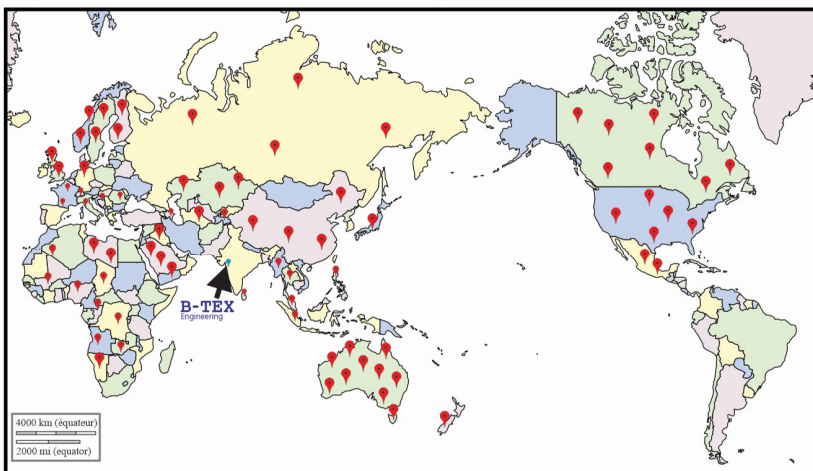 B-TEX
Engineering
4000 km (équateur)
2000 mi (equator)